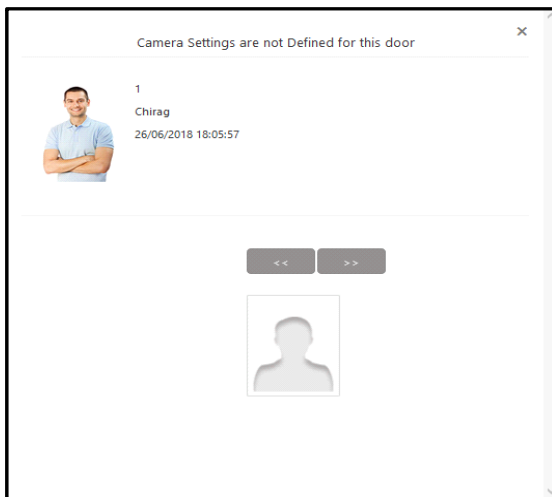 Camera Settings are not Defined for this door
×
1
Chirag
26/06/2018 18:05:57
<< >>